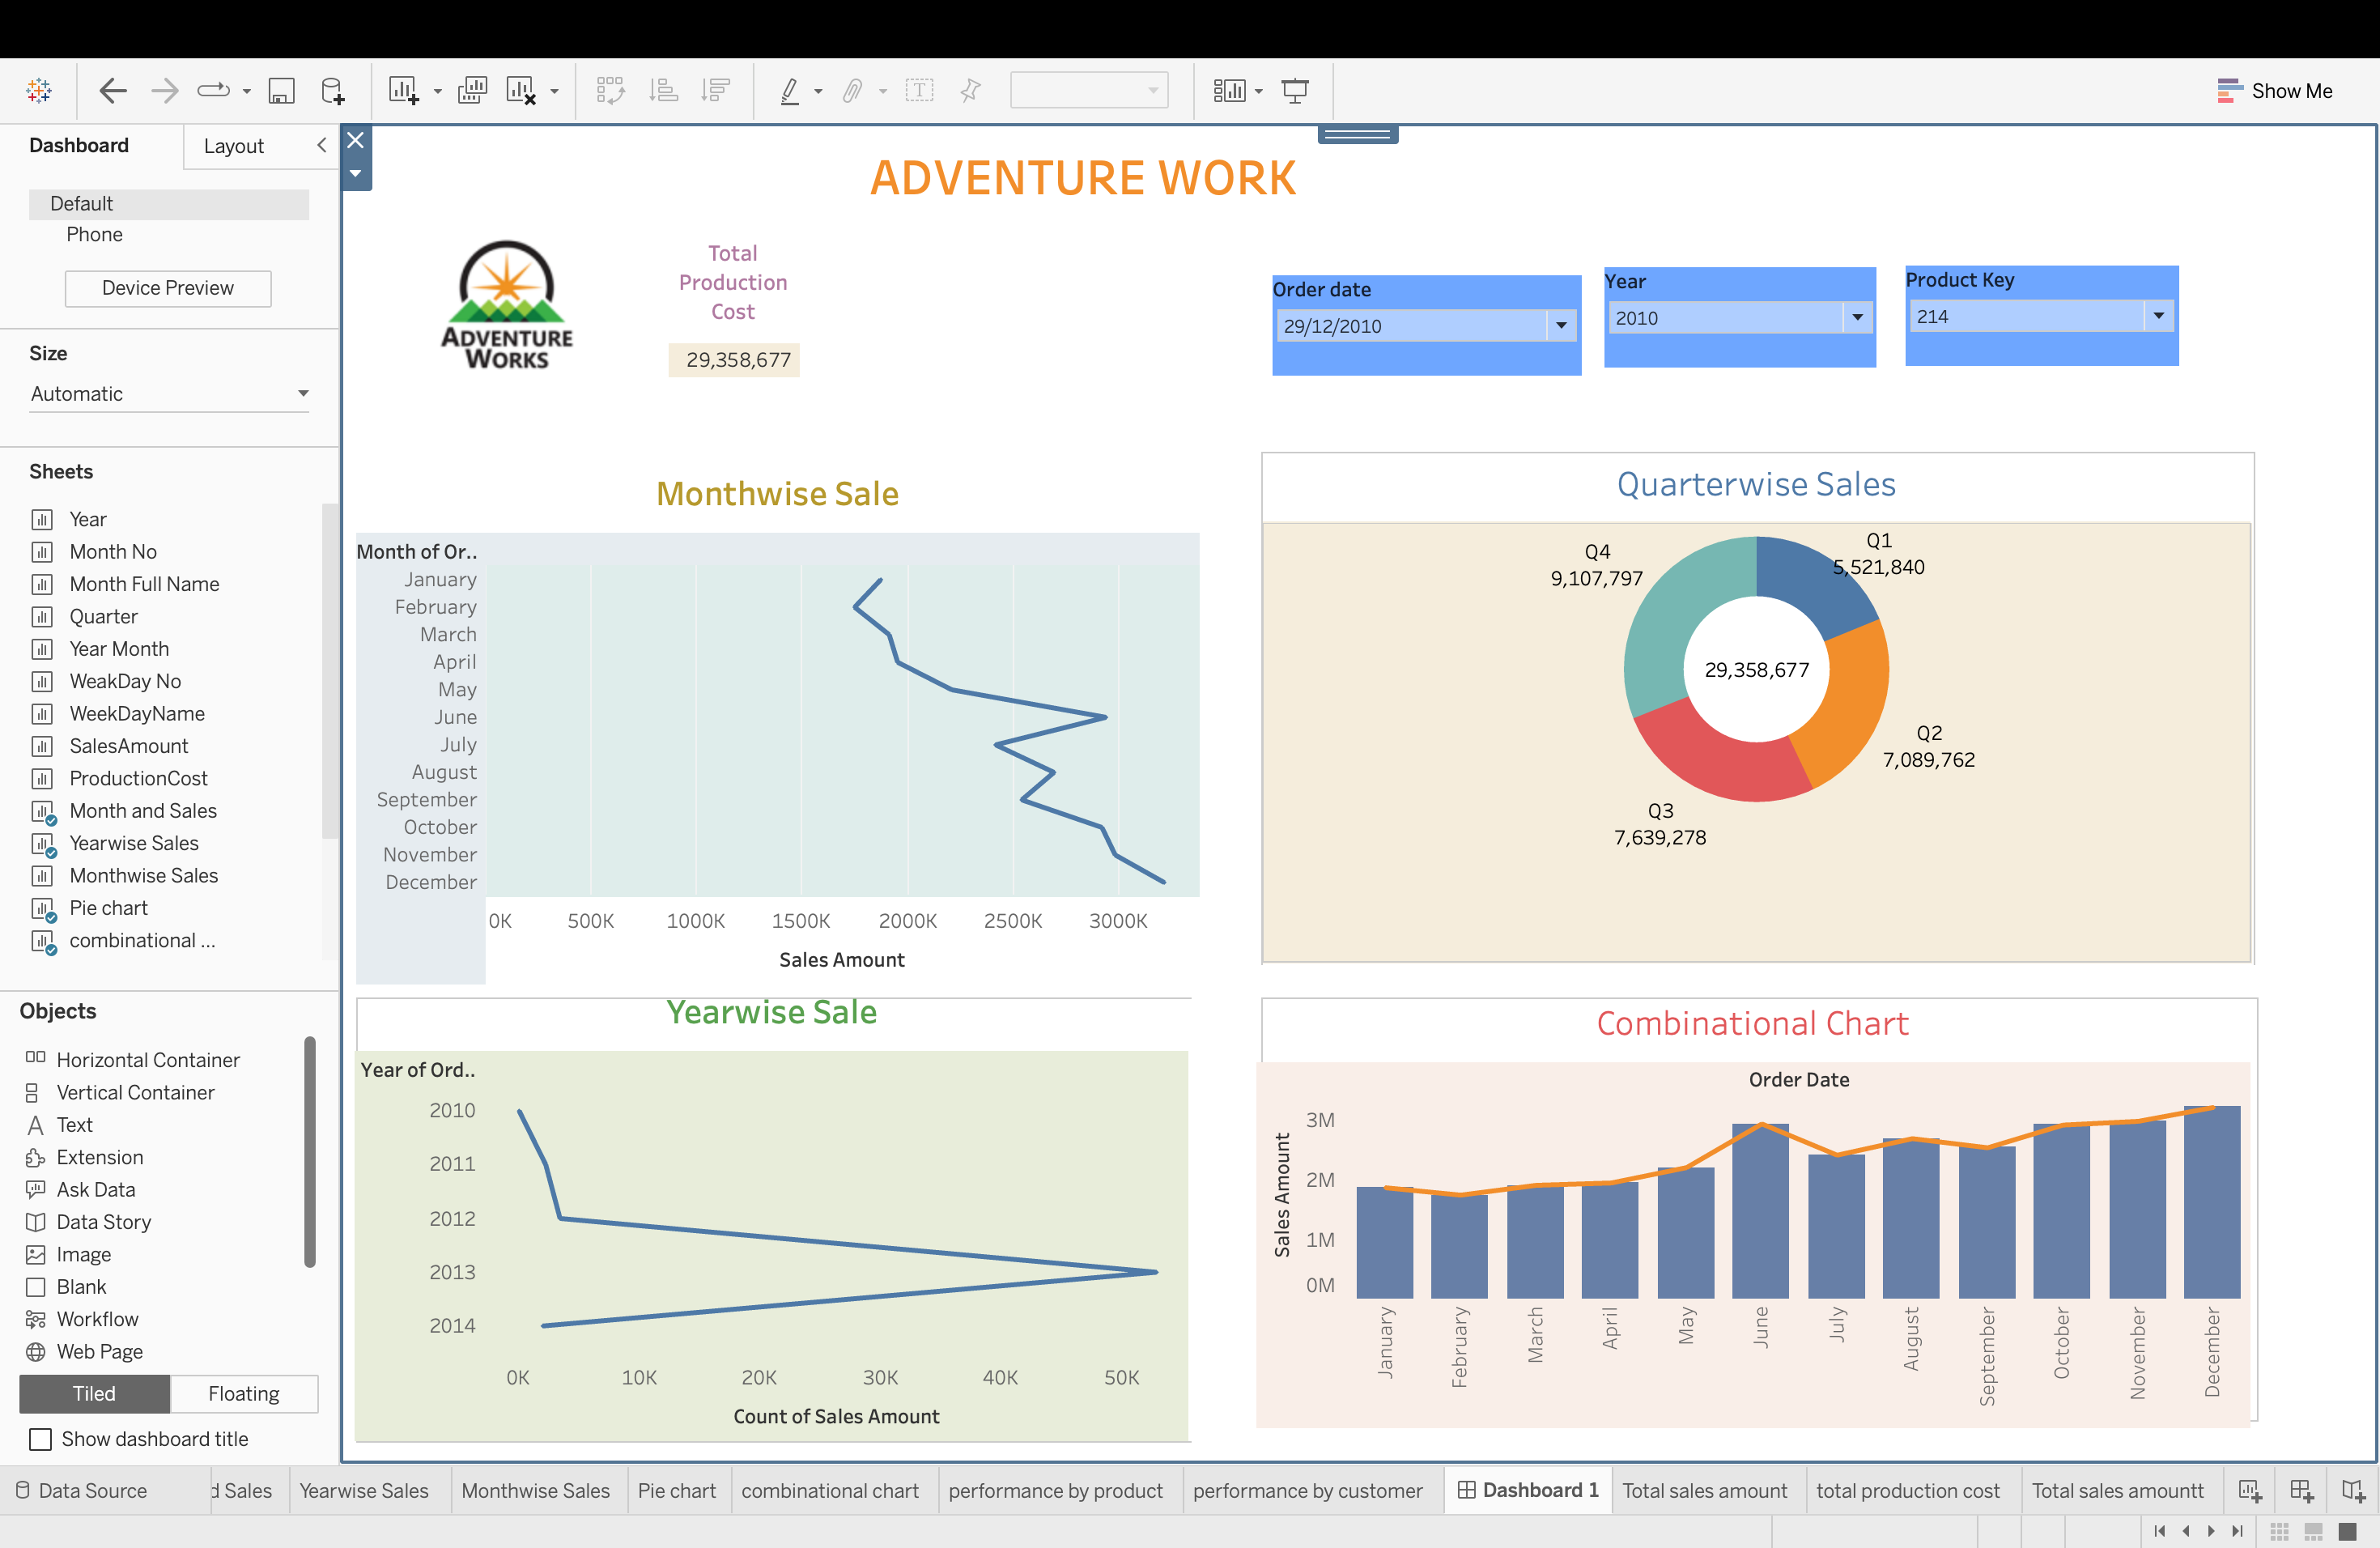 Show Me
Dashboard
Layout
Default
Phone
Device Preview
Size
Automatic
Sheets
Year
Month No
Month Full Name
Quarter
Year Month
WeakDay No
WeekDayName
SalesAmount
ProductionCost
Month and Sales
Yearwise Sales
Monthwise Sales
Pie chart
combinational ...
Objects
Horizontal Container
Vertical Container
Text
Extension
Ask Data
Data Story
Image
Blank
Workflow
Web Page
Tiled
Floating
Show dashboard title
ADVENTURE WORK
ADVENTURE
WORKS
Total
Production
Cost
29,358,677
Order date
29/12/2010
Year
2010
Product Key
214
Monthwise Sale
Month of Or..
January
February
March
April
May
June
July
August
September
October
November
December
0K 500K 1000K 1500K 2000K 2500K 3000K
Sales Amount
Quarterwise Sales
Q1
5,521,840
Q2
7,089,762
Q3
7,639,278
Q4
9,107,797
29,358,677
Yearwise Sale
Year of Ord..
2010
2011
2012
2013
2014
0K 10K 20K 30K 40K 50K
Count of Sales Amount
Combinational Chart
Order Date
Sales Amount
3M
2M
1M
0M
January
February
March
April
May
June
July
August
September
October
November
December
Data Source
d Sales
Yearwise Sales
Monthwise Sales
Pie chart
combinational chart
performance by product
performance by customer
Dashboard 1
Total sales amount
total production cost
Total sales amountt